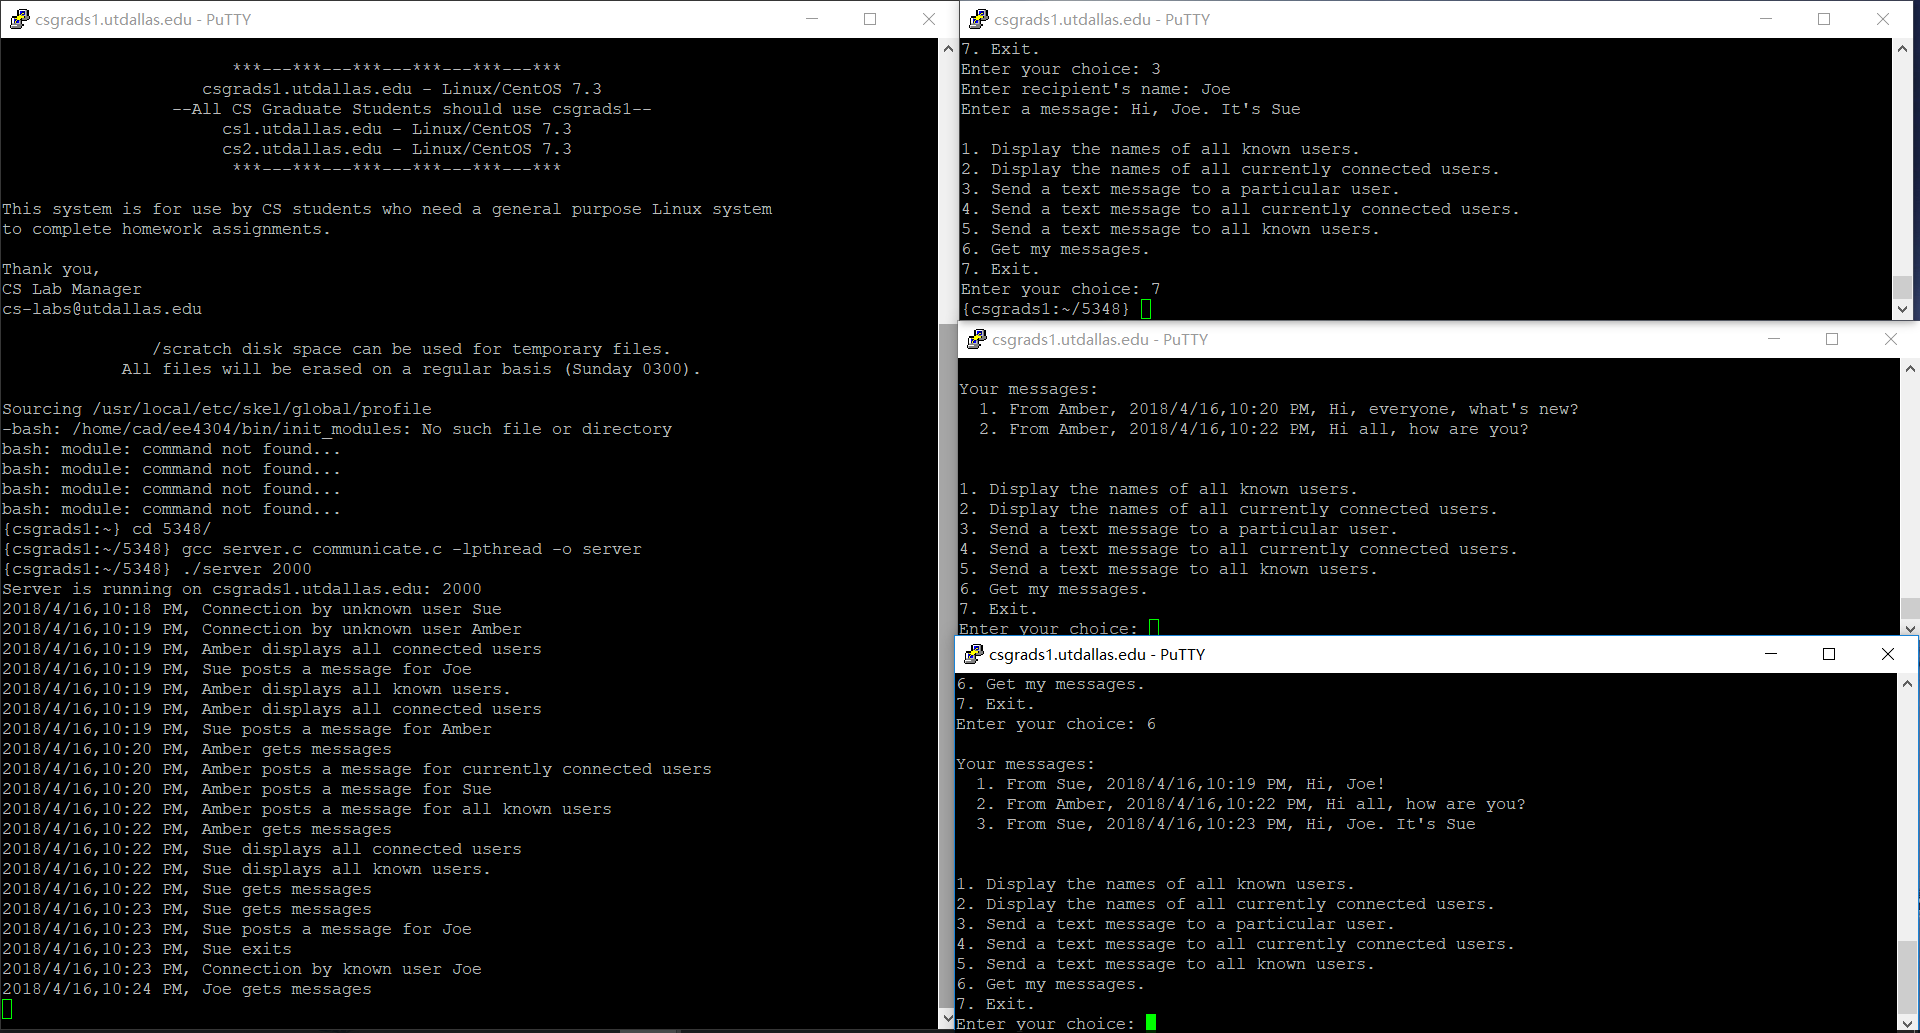 csgrads1.utdallas.edu - PuTTY
***---***---***---***---***---***
csgrads1.utdallas.edu - Linux/CentOS 7.3
--All CS Graduate Students should use csgrads1--
cs1.utdallas.edu - Linux/CentOS 7.3
cs2.utdallas.edu - Linux/CentOS 7.3
***---***---***---***---***---***
This system is for use by CS students who need a general purpose Linux system
to complete homework assignments.
Thank you,
CS Lab Manager
cs-labs@utdallas.edu
/scratch disk space can be used for temporary files.
All files will be erased on a regular basis (Sunday 0300).
Sourcing /usr/local/etc/skel/global/profile
-bash: /home/cad/ee4304/bin/init_modules: No such file or directory
bash: module: command not found...
bash: module: command not found...
bash: module: command not found...
bash: module: command not found...
{csgrads1:~} cd 5348/
{csgrads1:~/5348} gcc server.c communicate.c -lpthread -o server
{csgrads1:~/5348} ./server 2000
Server is running on csgrads1.utdallas.edu: 2000
2018/4/16,10:18 PM, Connection by unknown user Sue
2018/4/16,10:19 PM, Connection by unknown user Amber
2018/4/16,10:19 PM, Amber displays all connected users
2018/4/16,10:19 PM, Sue posts a message for Joe
2018/4/16,10:19 PM, Amber displays all known users.
2018/4/16,10:19 PM, Amber displays all connected users
2018/4/16,10:19 PM, Sue posts a message for Amber
2018/4/16,10:20 PM, Amber gets messages
2018/4/16,10:20 PM, Amber posts a message for currently connected users
2018/4/16,10:20 PM, Amber posts a message for Sue
2018/4/16,10:22 PM, Amber posts a message for all known users
2018/4/16,10:22 PM, Amber gets messages
2018/4/16,10:22 PM, Sue displays all connected users
2018/4/16,10:22 PM, Sue displays all known users.
2018/4/16,10:22 PM, Sue gets messages
2018/4/16,10:23 PM, Sue gets messages
2018/4/16,10:23 PM, Sue posts a message for Joe
2018/4/16,10:23 PM, Sue exits
2018/4/16,10:23 PM, Connection by known user Joe
2018/4/16,10:24 PM, Joe gets messages
csgrads1.utdallas.edu - PuTTY
7. Exit.
Enter your choice: 3
Enter recipient's name: Joe
Enter a message: Hi, Joe. It's Sue
1. Display the names of all known users.
2. Display the names of all currently connected users.
3. Send a text message to a particular user.
4. Send a text message to all currently connected users.
5. Send a text message to all known users.
6. Get my messages.
7. Exit.
Enter your choice: 7
{csgrads1:~/5348}
csgrads1.utdallas.edu - PuTTY
Your messages:
1. From Amber, 2018/4/16,10:20 PM, Hi, everyone, what's new?
2. From Amber, 2018/4/16,10:22 PM, Hi all, how are you?
1. Display the names of all known users.
2. Display the names of all currently connected users.
3. Send a text message to a particular user.
4. Send a text message to all currently connected users.
5. Send a text message to all known users.
6. Get my messages.
7. Exit.
Enter your choice:
csgrads1.utdallas.edu - PuTTY
6. Get my messages.
7. Exit.
Enter your choice: 6
Your messages:
1. From Sue, 2018/4/16,10:19 PM, Hi, Joe!
2. From Amber, 2018/4/16,10:22 PM, Hi all, how are you?
3. From Sue, 2018/4/16,10:23 PM, Hi, Joe. It's Sue
1. Display the names of all known users.
2. Display the names of all currently connected users.
3. Send a text message to a particular user.
4. Send a text message to all currently connected users.
5. Send a text message to all known users.
6. Get my messages.
7. Exit.
Enter your choice: